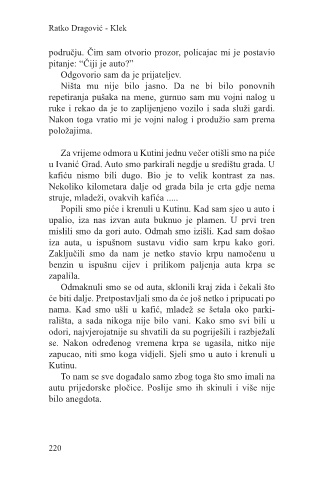 Ratko Dragović - Klek
području. Čim sam otvorio prozor, policajac mi je postavio
pitanje: “Čiji je auto?”
Odgovorio sam da je prijateljev.
Ništa mu nije bilo jasno. Da ne bi bilo ponovnih
repetiranja pušaka na mene, gurnuo sam mu vojni nalog u
ruke i rekao da je to zaplijenjeno vozilo i sada služi gardi.
Nakon toga vratio mi je vojni nalog i produžio sam prema
položajima.
Za vrijeme odmora u Kutini jednu večer otišli smo na piće
u Ivanić Grad. Auto smo parkirali negdje u središtu grada. U
kafiću nismo bili dugo. Bio je to velik kontrast za nas.
Nekoliko kilometara dalje od grada bila je crta gdje nema
struje, mladeži, ovakvih kafića .....
Popili smo piće i krenuli u Kutinu. Kad sam sjeo u auto i
upalio, iza nas izvan auta buknuo je plamen. U prvi tren
mislili smo da gori auto. Odmah smo izišli. Kad sam došao
iza auta, u ispušnom sustavu vidio sam krpu kako gori.
Zaključili smo da nam je netko stavio krpu namočenu u
benzin u ispušnu cijev i prilikom paljenja auta krpa se
zapalila.
Odmaknuli smo se od auta, sklonili kraj zida i čekali što
će biti dalje. Pretpostavljali smo da će još netko i pripucati po
nama. Kad smo ušli u kafić, mladež se šetala oko parki-
rališta, a sada nikoga nije bilo vani. Kako smo svi bili u
odori, najvjerojatnije su shvatili da su pogriješili i razbježali
se. Nakon određenog vremena krpa se ugasila, nitko nije
zapucao, niti smo koga vidjeli. Sjeli smo u auto i krenuli u
Kutinu.
To nam se sve događalo samo zbog toga što smo imali na
autu prijedorske pločice. Poslije smo ih skinuli i više nije
bilo anegdota.
220